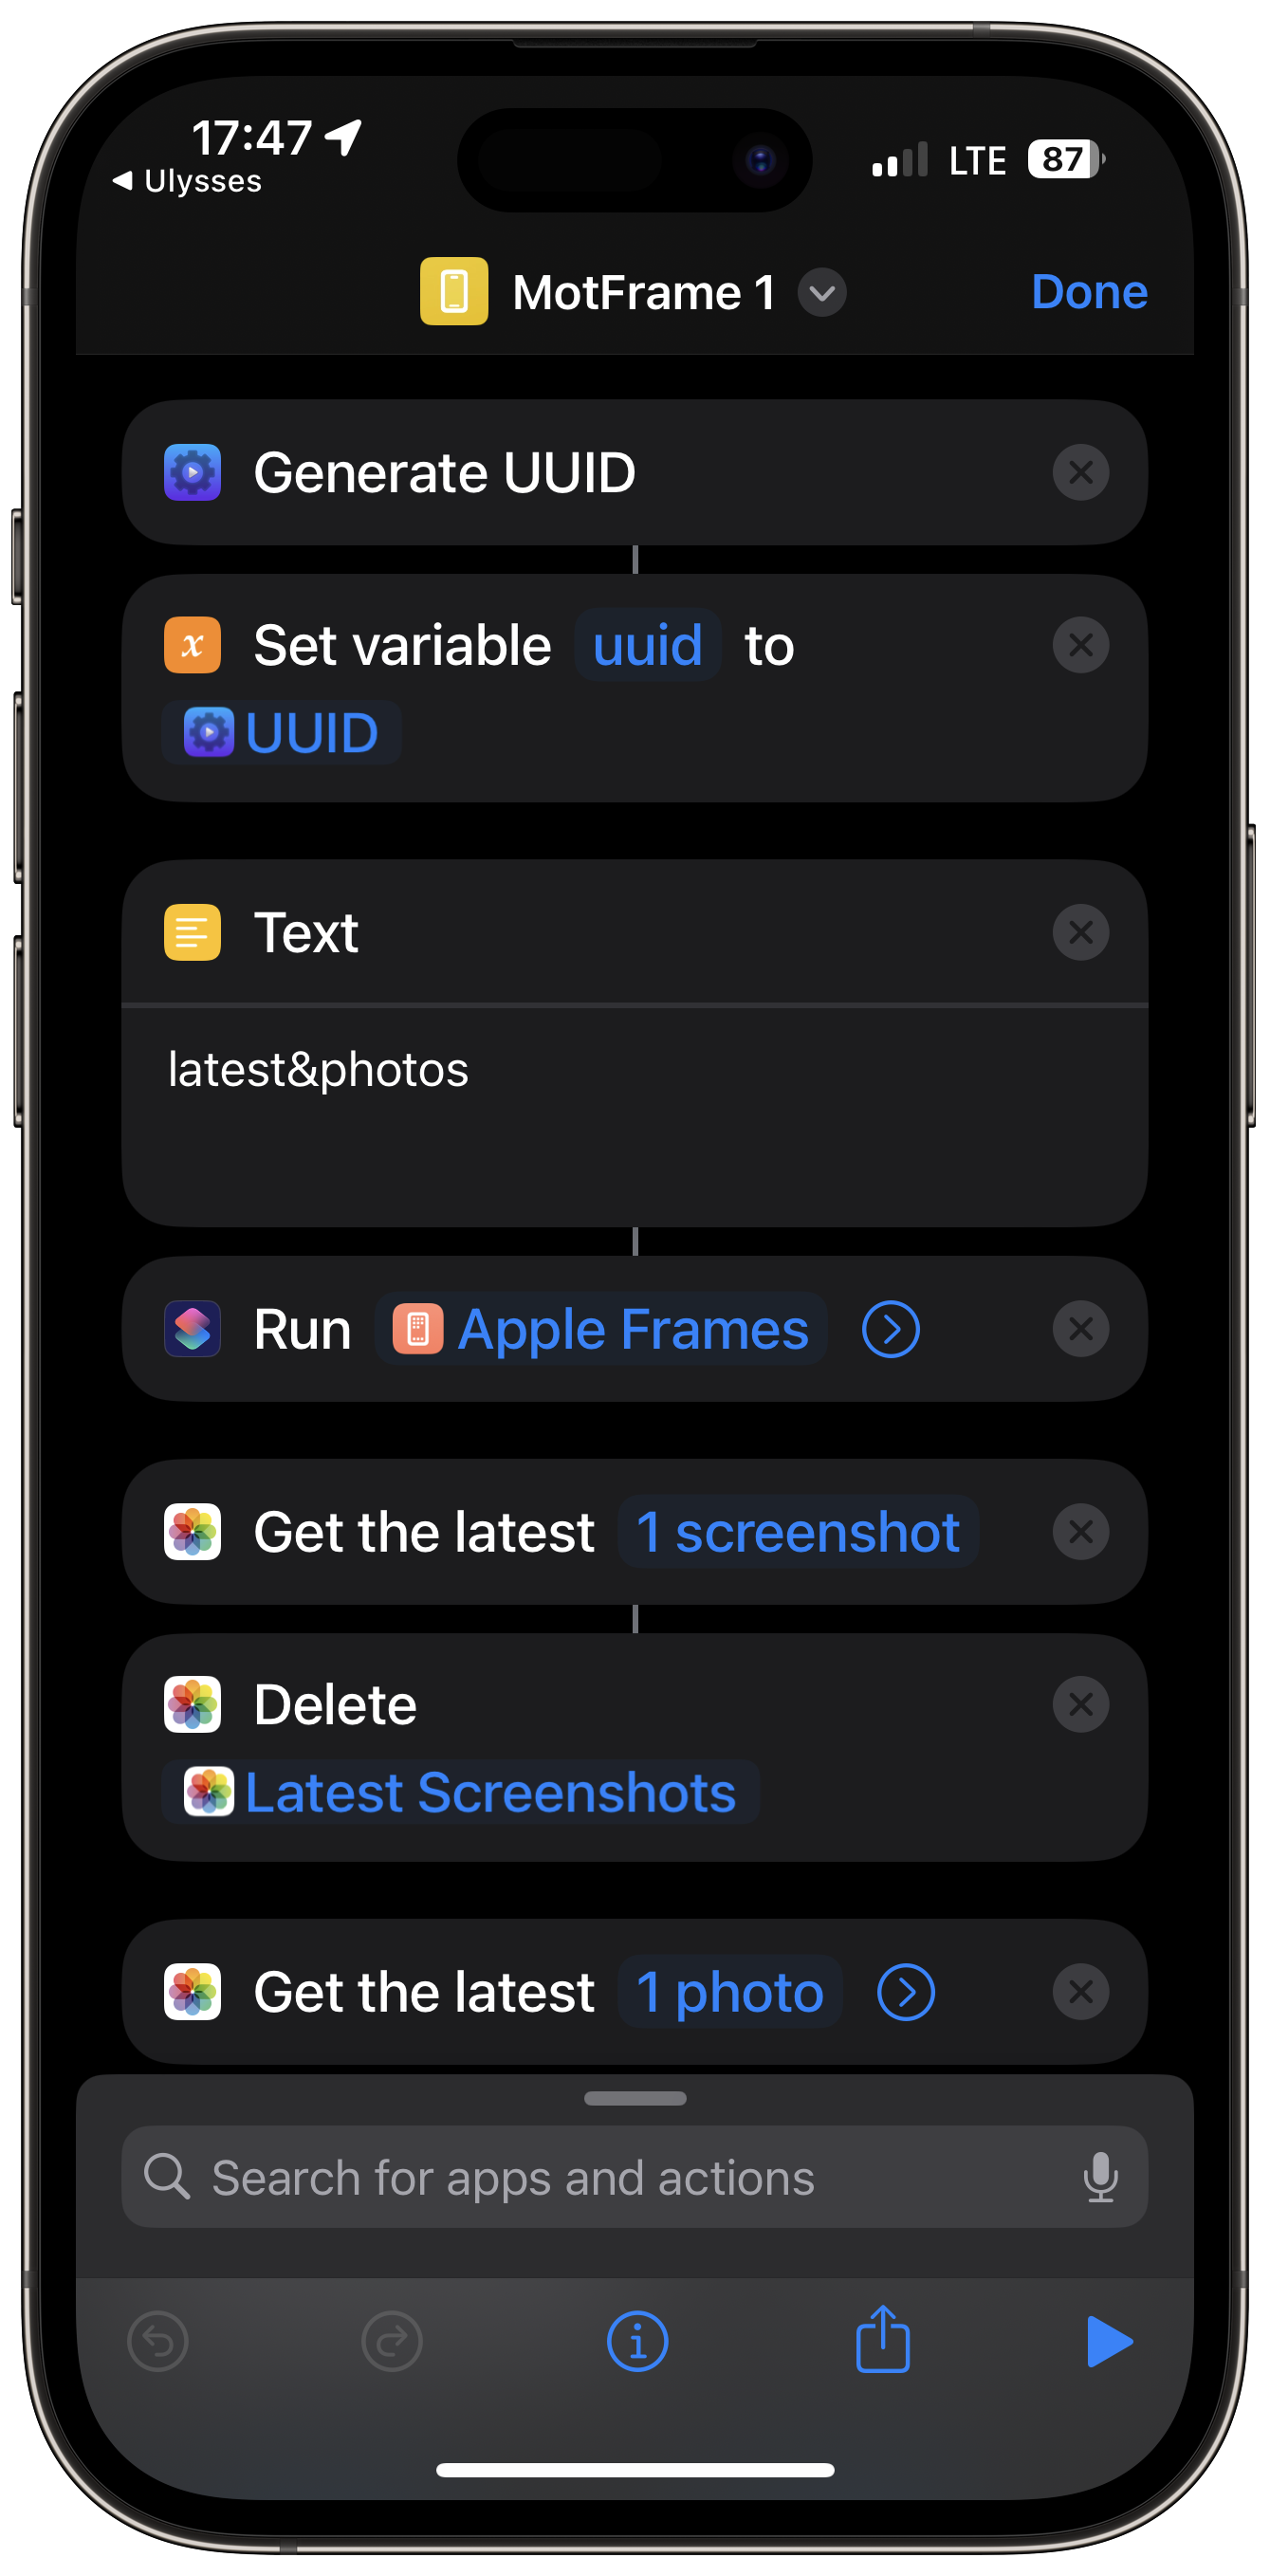 17:47
LTE 87
Ulysses
MotFrame 1
Done
Generate UUID
Set variable uuid to
UUID
Text
latest&photos
Run Apple Frames
Get the latest 1 screenshot
Delete
Latest Screenshots
Get the latest 1 photo
Search for apps and actions